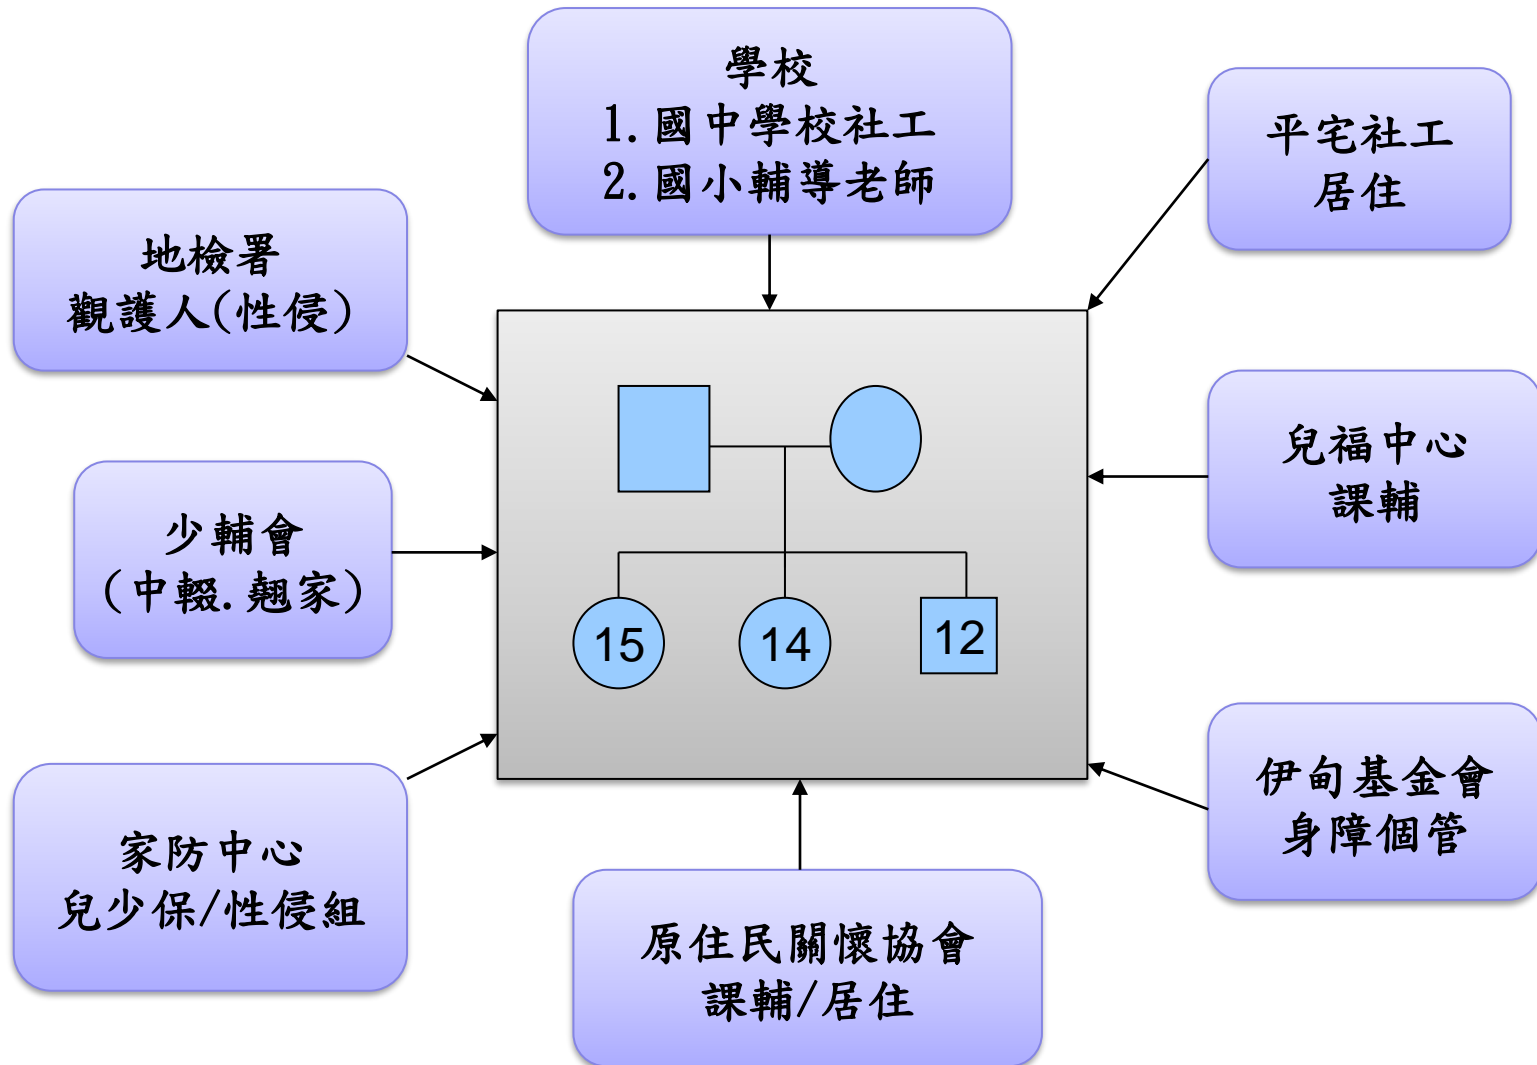 學校
1.國中學校社工
2.國小輔導老師
平宅社工
居住
地檢署
觀護人(性侵)
兒福中心
課輔
少輔會
(中輟.翹家)
15
14
12
伊甸基金會
身障個管
家防中心
兒少保/性侵組
原住民關懷協會
課輔/居住